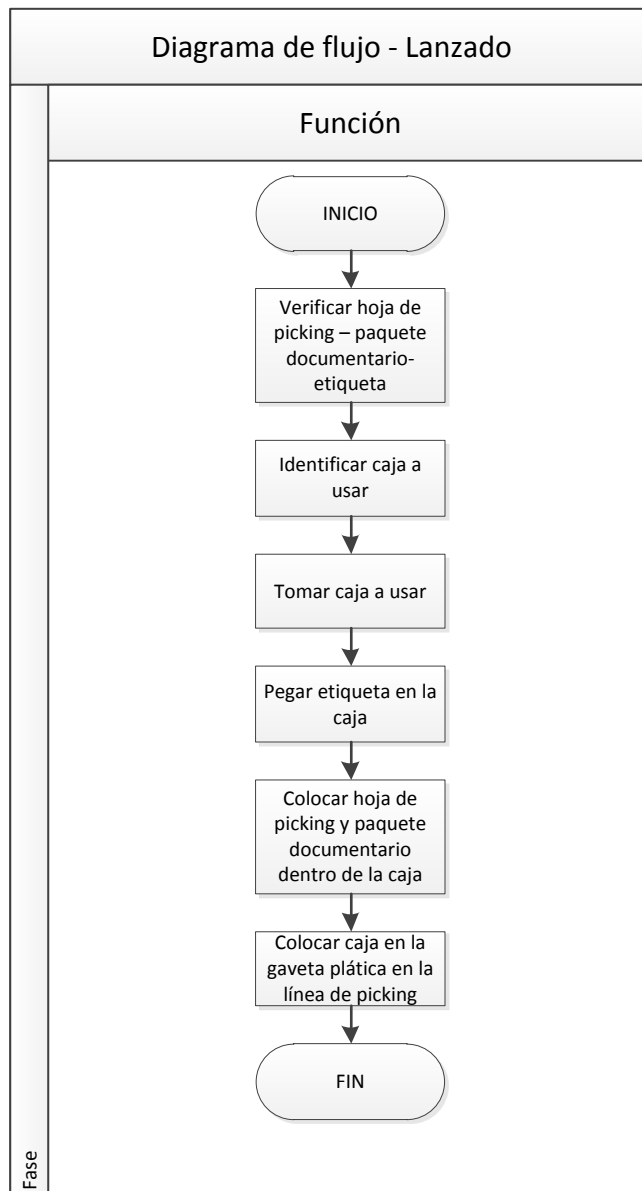 Diagrama de flujo - Lanzado
Función
INICIO
Verificar hoja de
picking – paquete
documentario-
etiqueta
Identificar caja a
usar
Tomar caja a usar
Pegar etiqueta en la
caja
Colocar hoja de
picking y paquete
documentario
dentro de la caja
Colocar caja en la
gaveta plática en la
línea de picking
FIN
Fase